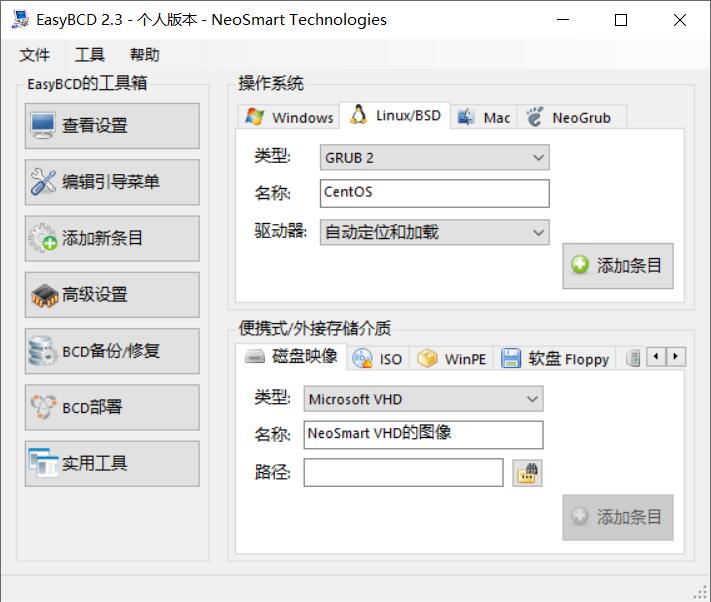 EasyBCD 2.3 - 个人版本 - NeoSmart Technologies
文件 工具 帮助
EasyBCD的工具箱
查看设置
编辑引导菜单
添加新条目
高级设置
BCD备份/修复
BCD部署
实用工具
操作系统
Windows Linux/BSD Mac NeoGrub
类型: GRUB 2
名称: CentOS
驱动器: 自动定位和加载
添加条目
便携式/外接存储介质
磁盘映像 ISO WinPE 软盘 Floppy
类型: Microsoft VHD
名称: NeoSmart VHD的图像
路径:
添加条目